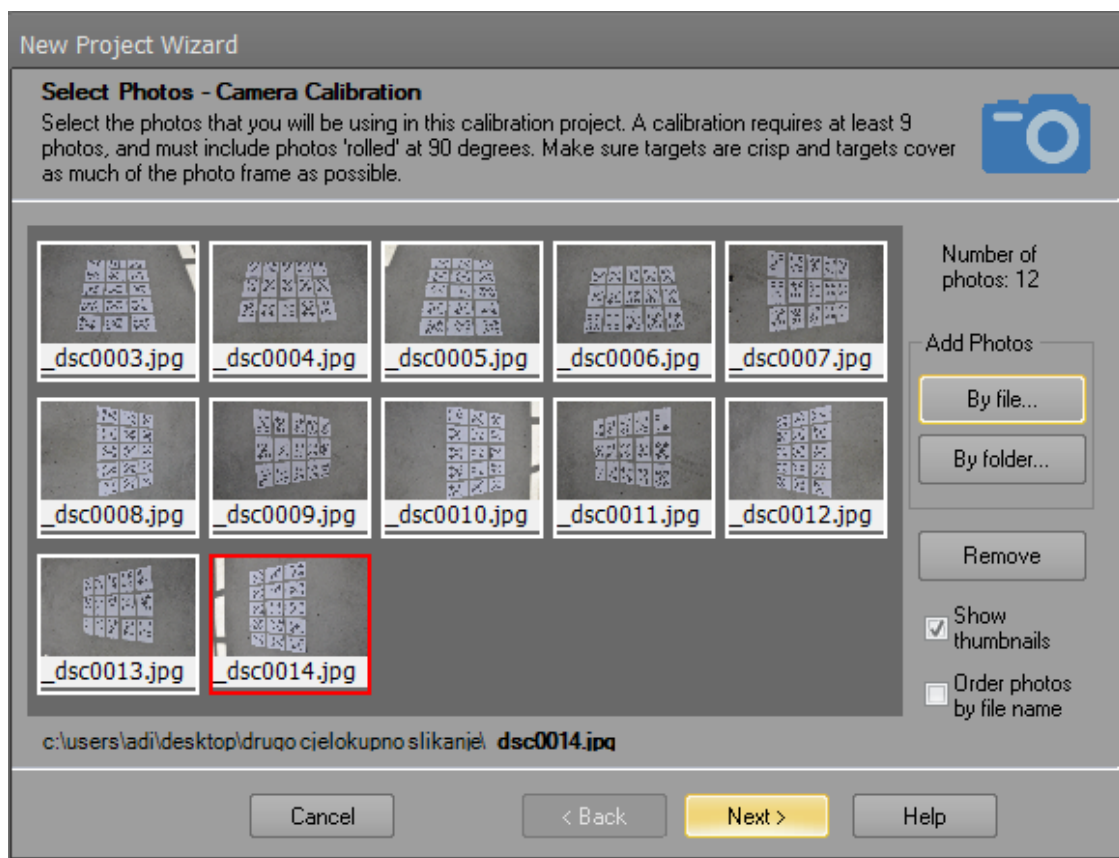 New Project Wizard
Select Photos - Camera Calibration
Select the photos that you will be using in this calibration project. A calibration requires at least 9
photos, and must include photos 'rolled' at 90 degrees. Make sure targets are crisp and targets cover
as much of the photo frame as possible.
_dsc0003.jpg
_dsc0004.jpg
_dsc0005.jpg
_dsc0006.jpg
_dsc0007.jpg
_dsc0008.jpg
_dsc0009.jpg
_dsc0010.jpg
_dsc0011.jpg
_dsc0012.jpg
_dsc0013.jpg
_dsc0014.jpg
c:\users\adi\desktop\drugo cjelokupno slikanje\_dsc0014.jpg
Number of
photos: 12
Add Photos
By file...
By folder...
Remove
Show
thumbnails
Order photos
by file name
Cancel
< Back
Next >
Help